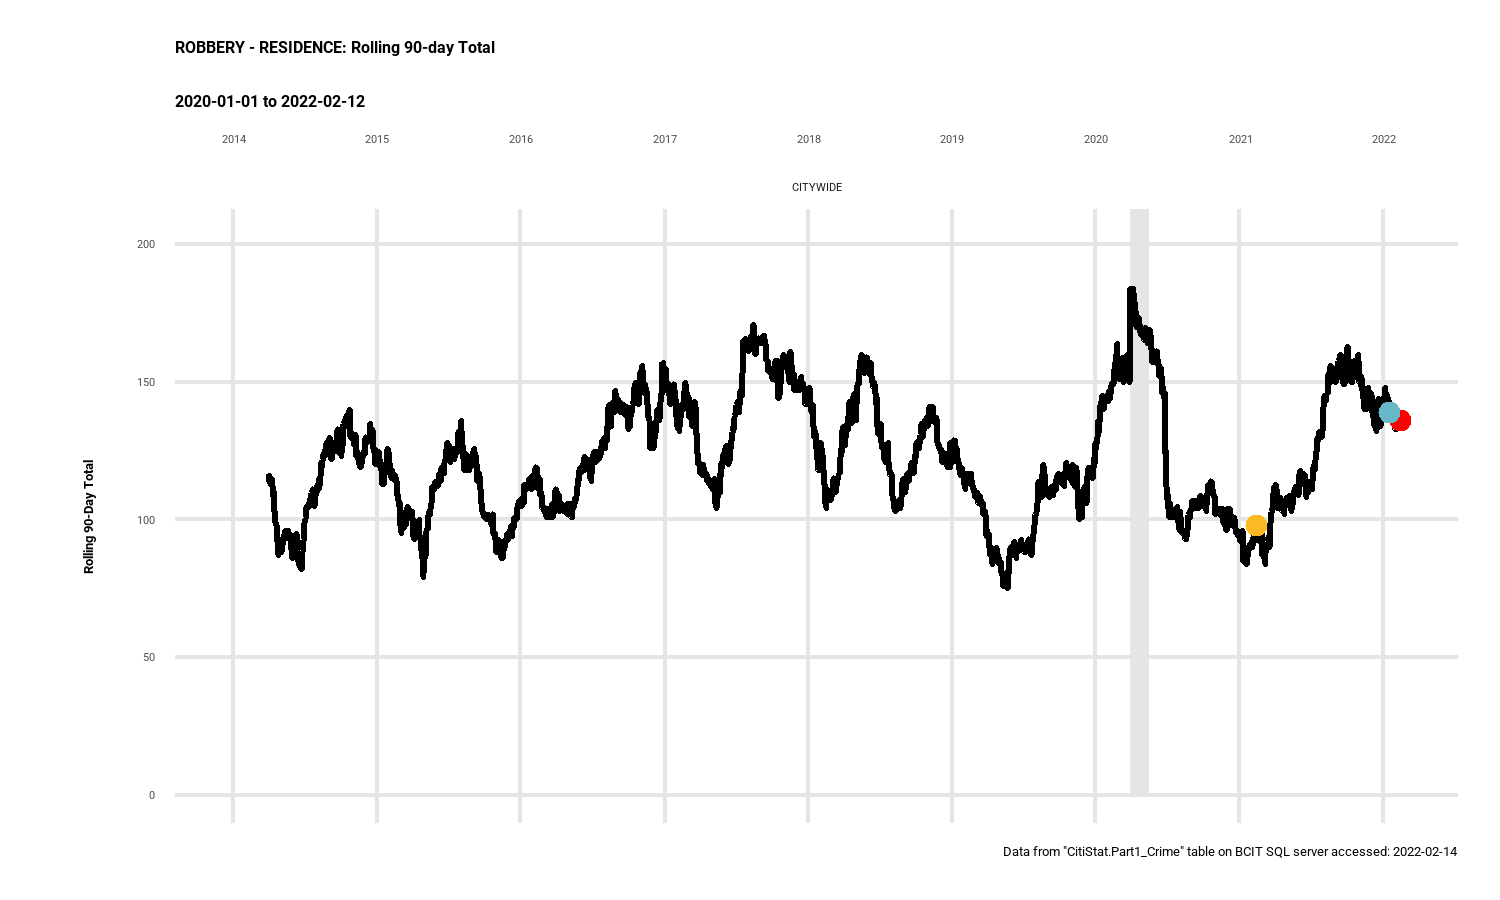 ROBBERY - RESIDENCE: Rolling 90-day Total
2020-01-01 to 2022-02-12
2014 2015 2016 2017 2018 2019 2020 2021 2022
CITYWIDE
200
150
100
50
0
Rolling 90-Day Total
Data from "CitiStat.Part1_Crime" table on BCIT SQL server accessed: 2022-02-14